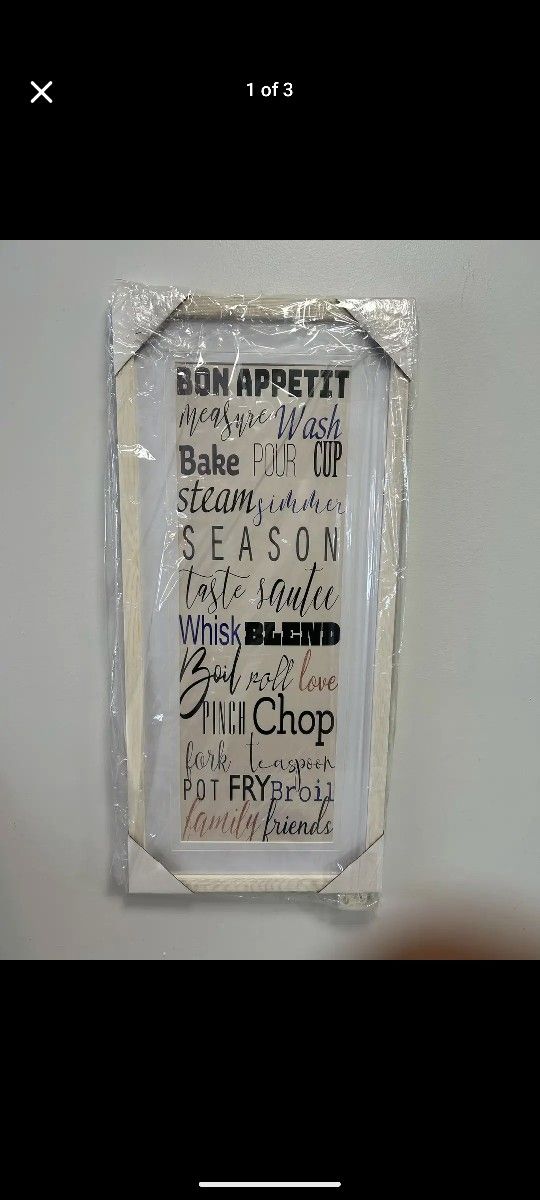 1 of 3
BON APPETIT
measure Wash
Bake POUR CUP
steam simmer
SEASON
taste sautee
Whisk BLEND
Boil roll love
PINCH Chop
fork teaspoon
POT FRY Broil
family friends